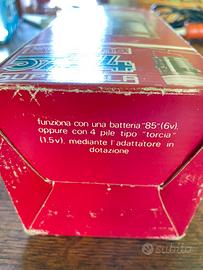 funziona con una batteria "85"(6v),
oppure con 4 pile tipo "torcia"
(1,5v), mediante l'adattatore in
dotazione
subito